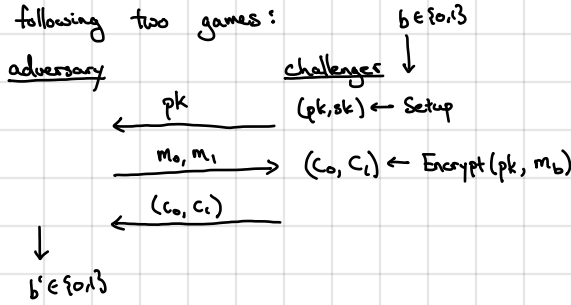 following two games:
b ∈ {0,1}
adversary challenger
pk (pk, sk) ← Setup
m₀, m₁ (C₀, C₁) ← Encrypt(pk, m_b)
(C₀, C₁)
b' ∈ {0,1}